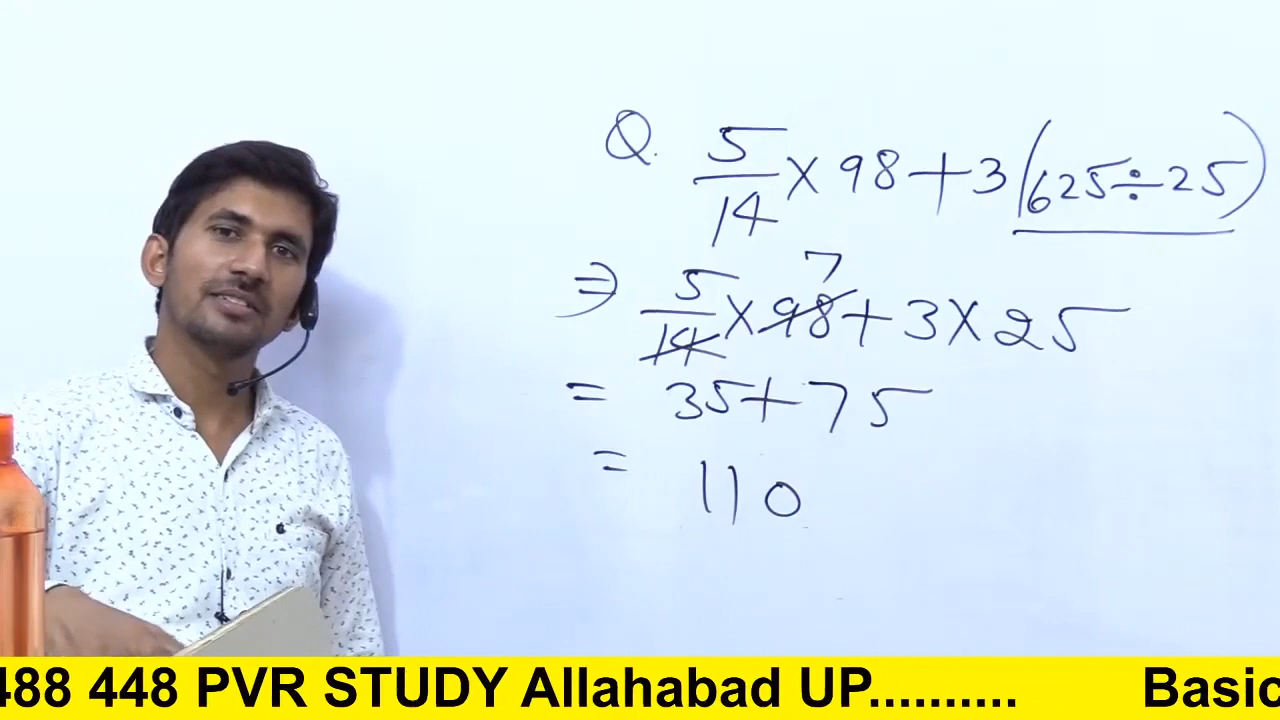 Q. 5/14 × 98 + 3 (625 ÷ 25)
⇒ 5/14 × 98 7 + 3 × 25
= 35 + 75
= 110
488 448 PVR STUDY Allahabad UP.......... Basic